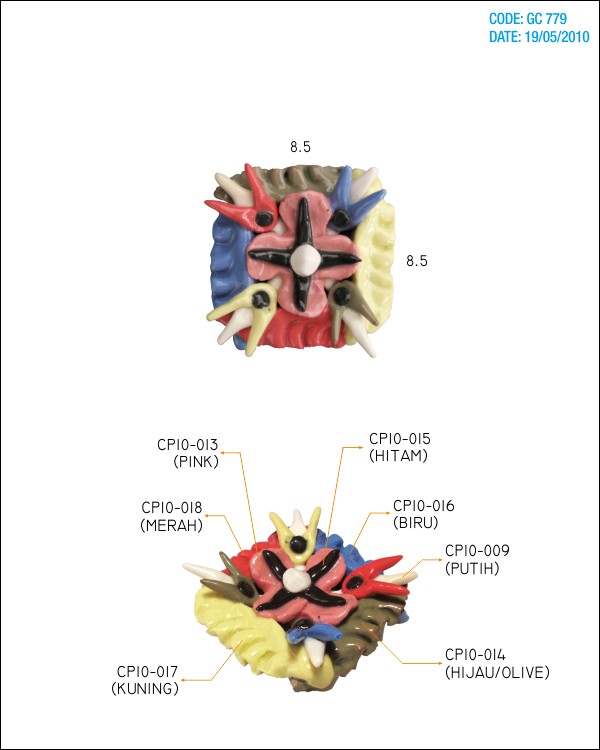 CODE: GC 779
DATE: 19/05/2010
8.5
8.5
CP10-013
(PINK)
CP10-015
(HITAM)
CP10-018
(MERAH)
CP10-016
(BIRU)
CP10-009
(PUTIH)
CP10-017
(KUNING)
CP10-014
(HIJAU/OLIVE)